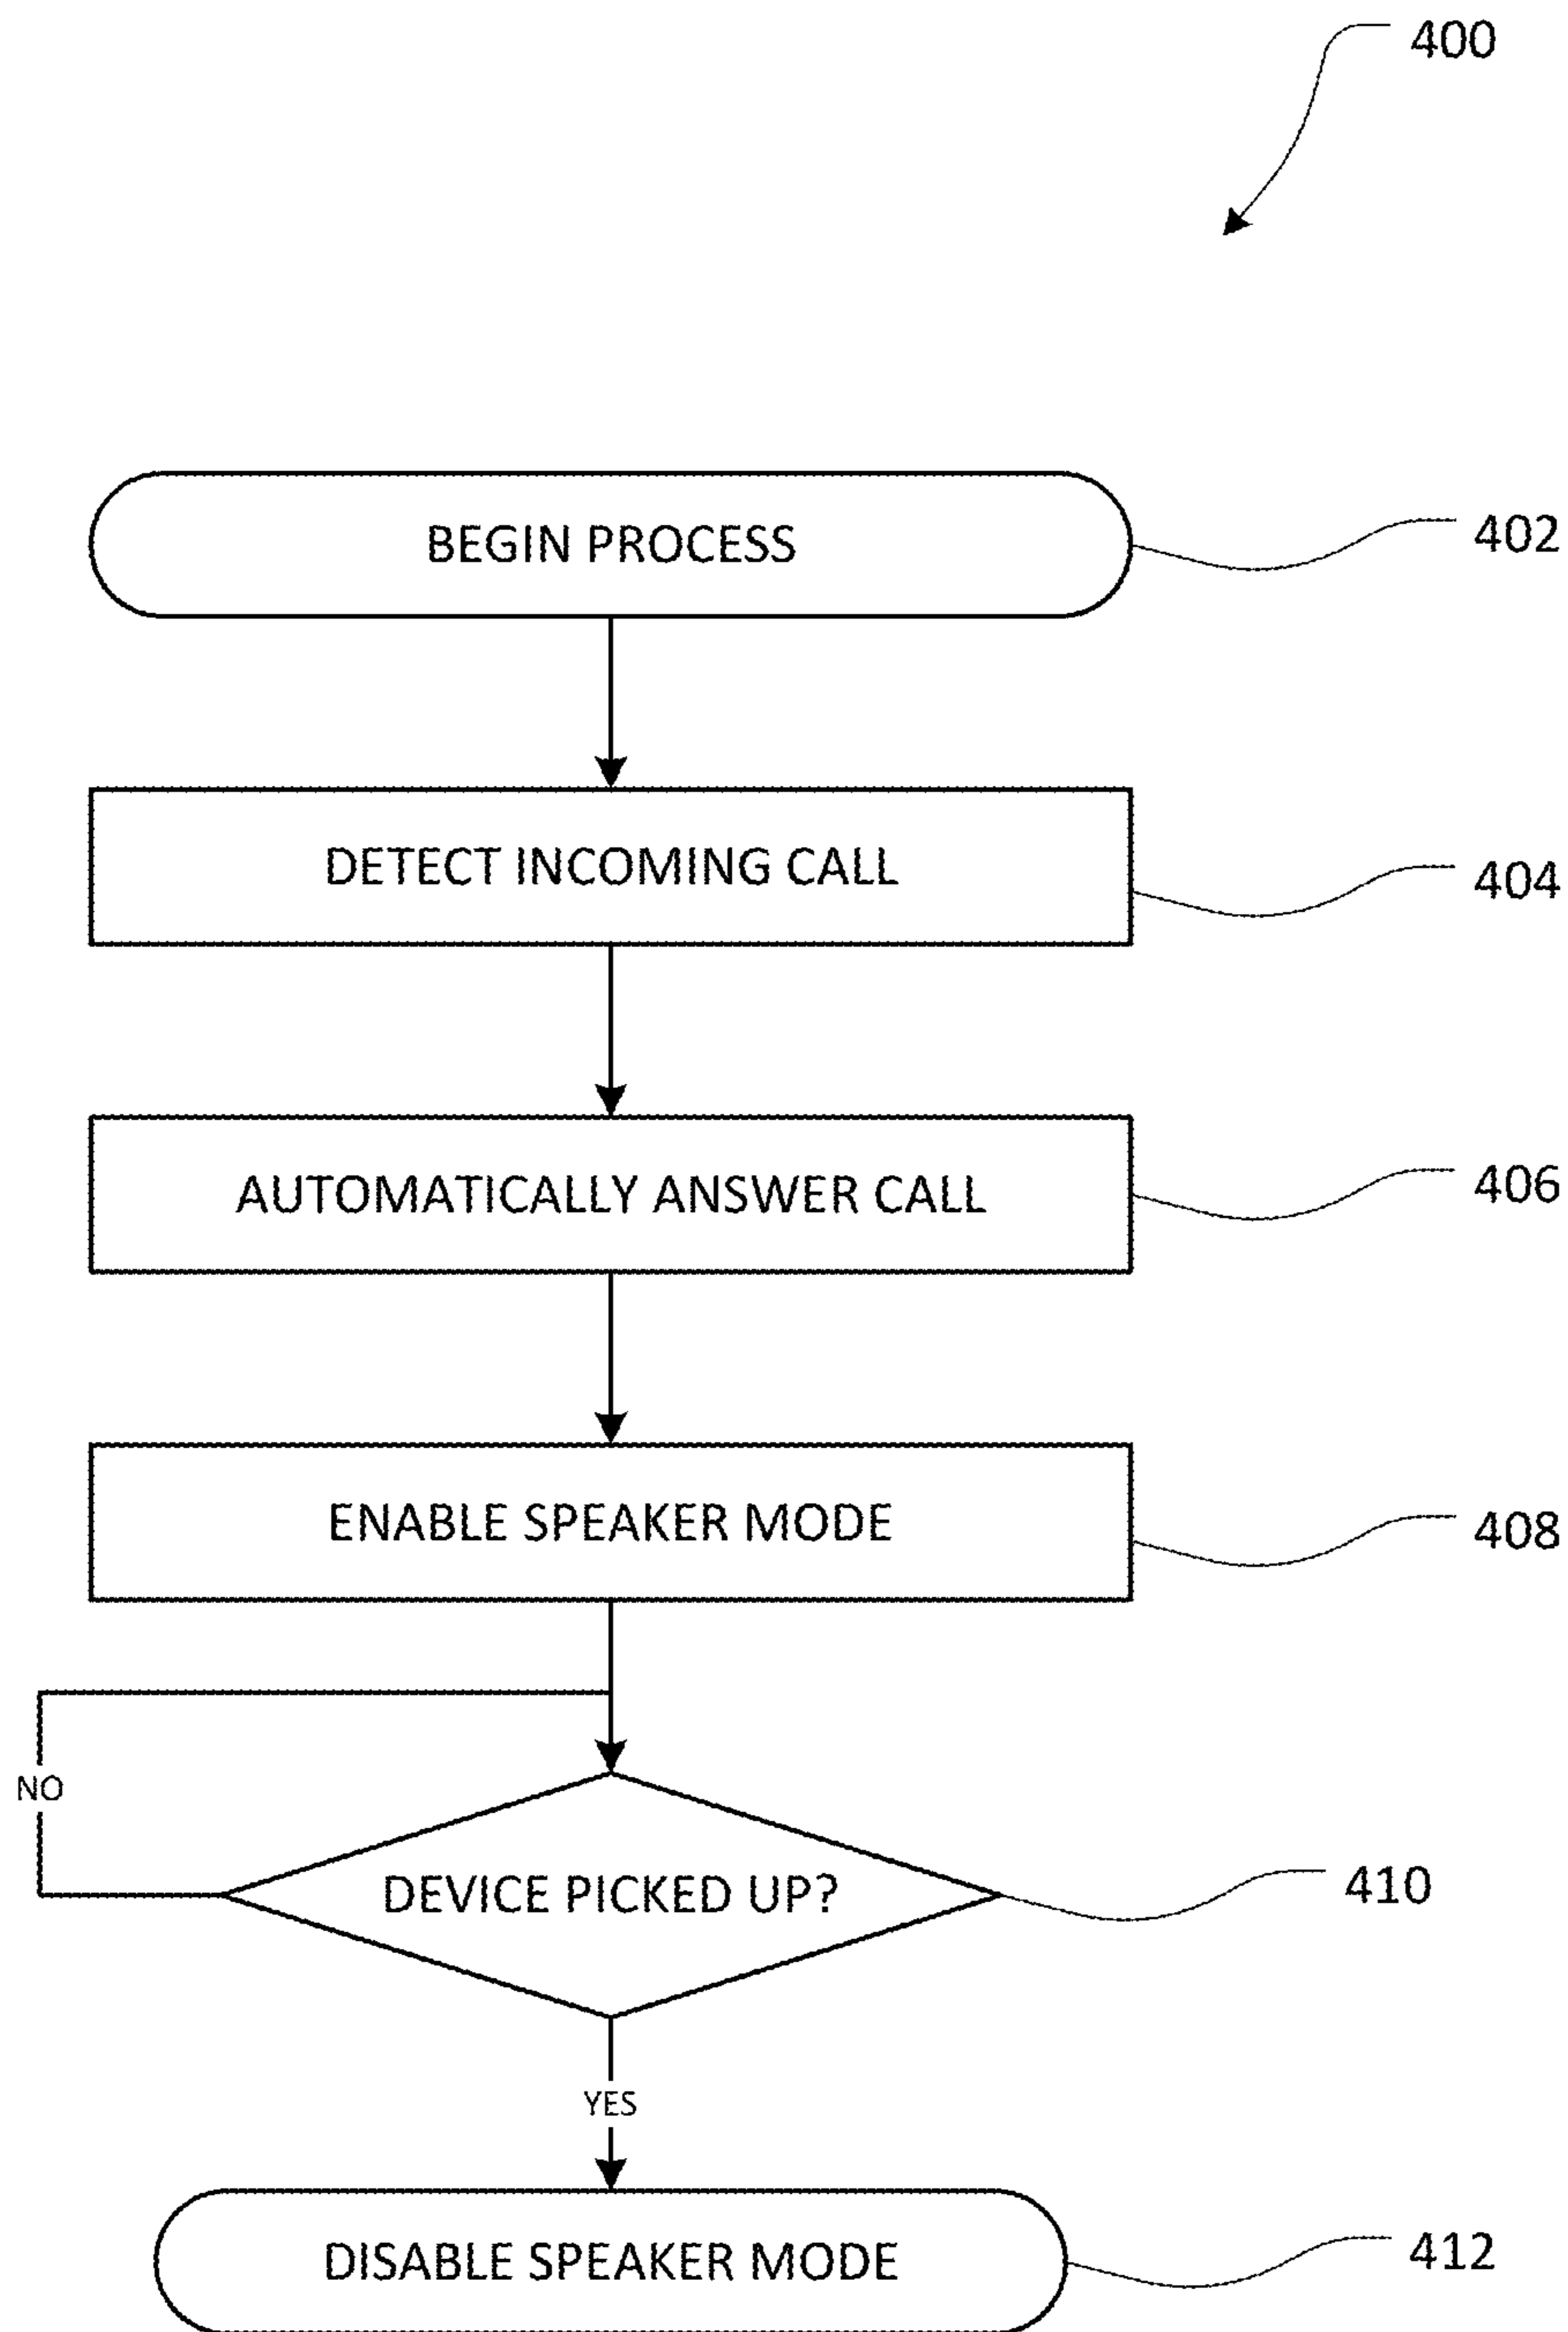 400
BEGIN PROCESS
402
DETECT INCOMING CALL
404
AUTOMATICALLY ANSWER CALL
406
ENABLE SPEAKER MODE
408
NO
DEVICE PICKED UP?
410
YES
DISABLE SPEAKER MODE
412